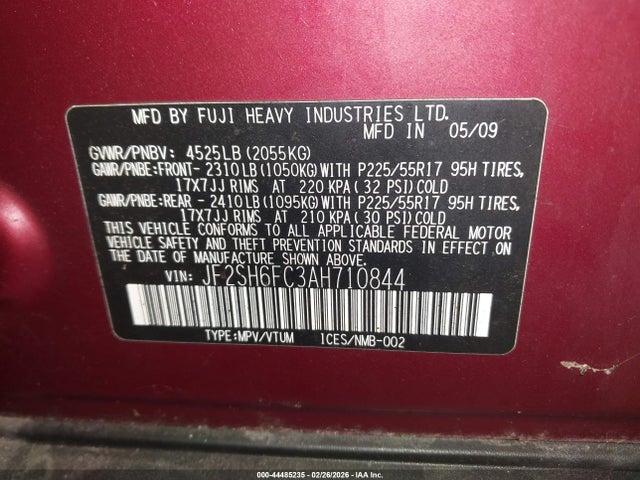 MFD BY FUJI HEAVY INDUSTRIES LTD.
MFD IN 05/09
GVWR/PNBV: 4525LB (2055KG)
GAWR/PNBE:FRONT- 2310LB (1050KG) WITH P225/55R17 95H TIRES,
17X7JJ RIMS AT 220 KPA (32 PSI) COLD
GAWR/PNBE:REAR - 2410LB (1095KG) WITH P225/55R17 95H TIRES,
17X7JJ RIMS AT 210 KPA (30 PSI) COLD
THIS VEHICLE CONFORMS TO ALL APPLICABLE FEDERAL MOTOR
VEHICLE SAFETY AND THEFT PREVENTION STANDARDS IN EFFECT ON
THE DATE OF MANUFACTURE SHOWN ABOVE.
VIN: JF2SH6FC3AH710844
TYPE:MPV/VTUM ICES/NMB-002
000-44485235 - 02/26/2026 - IAA Inc.